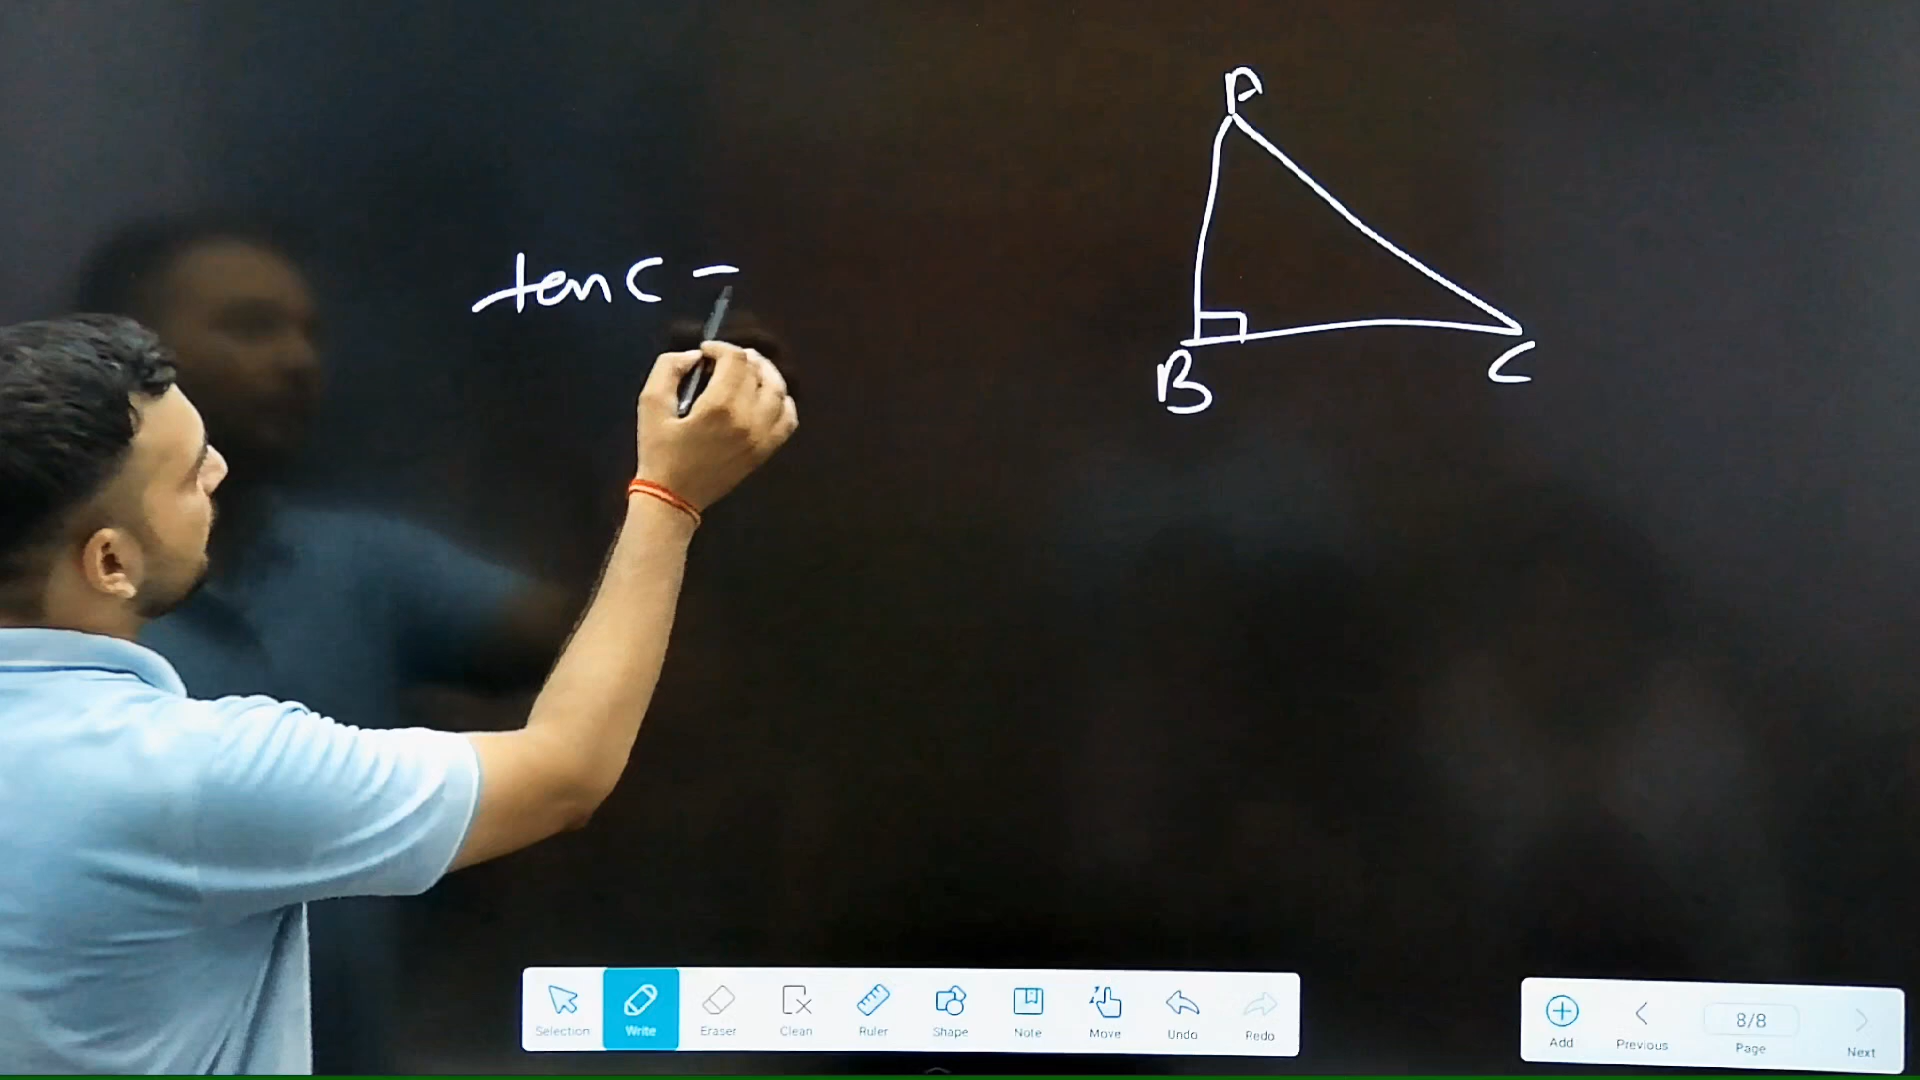 A
tan C =
B
C
Selection Write Eraser Clean Ruler Shape Note Move Undo Redo
Add Previous 8/8 Page Next